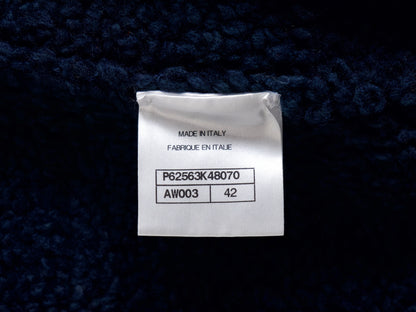 MADE IN ITALY
FABRIQUE EN ITALIE
P62563K48070
AW003 42